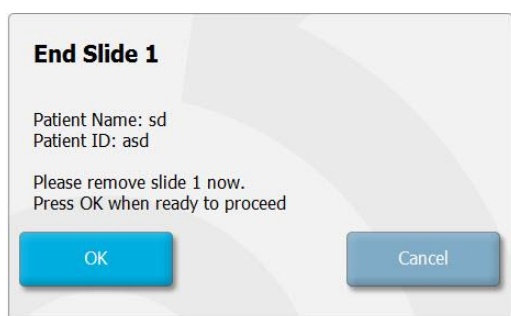 End Slide 1
Patient Name: sd
Patient ID: asd
Please remove slide 1 now.
Press OK when ready to proceed
OK
Cancel